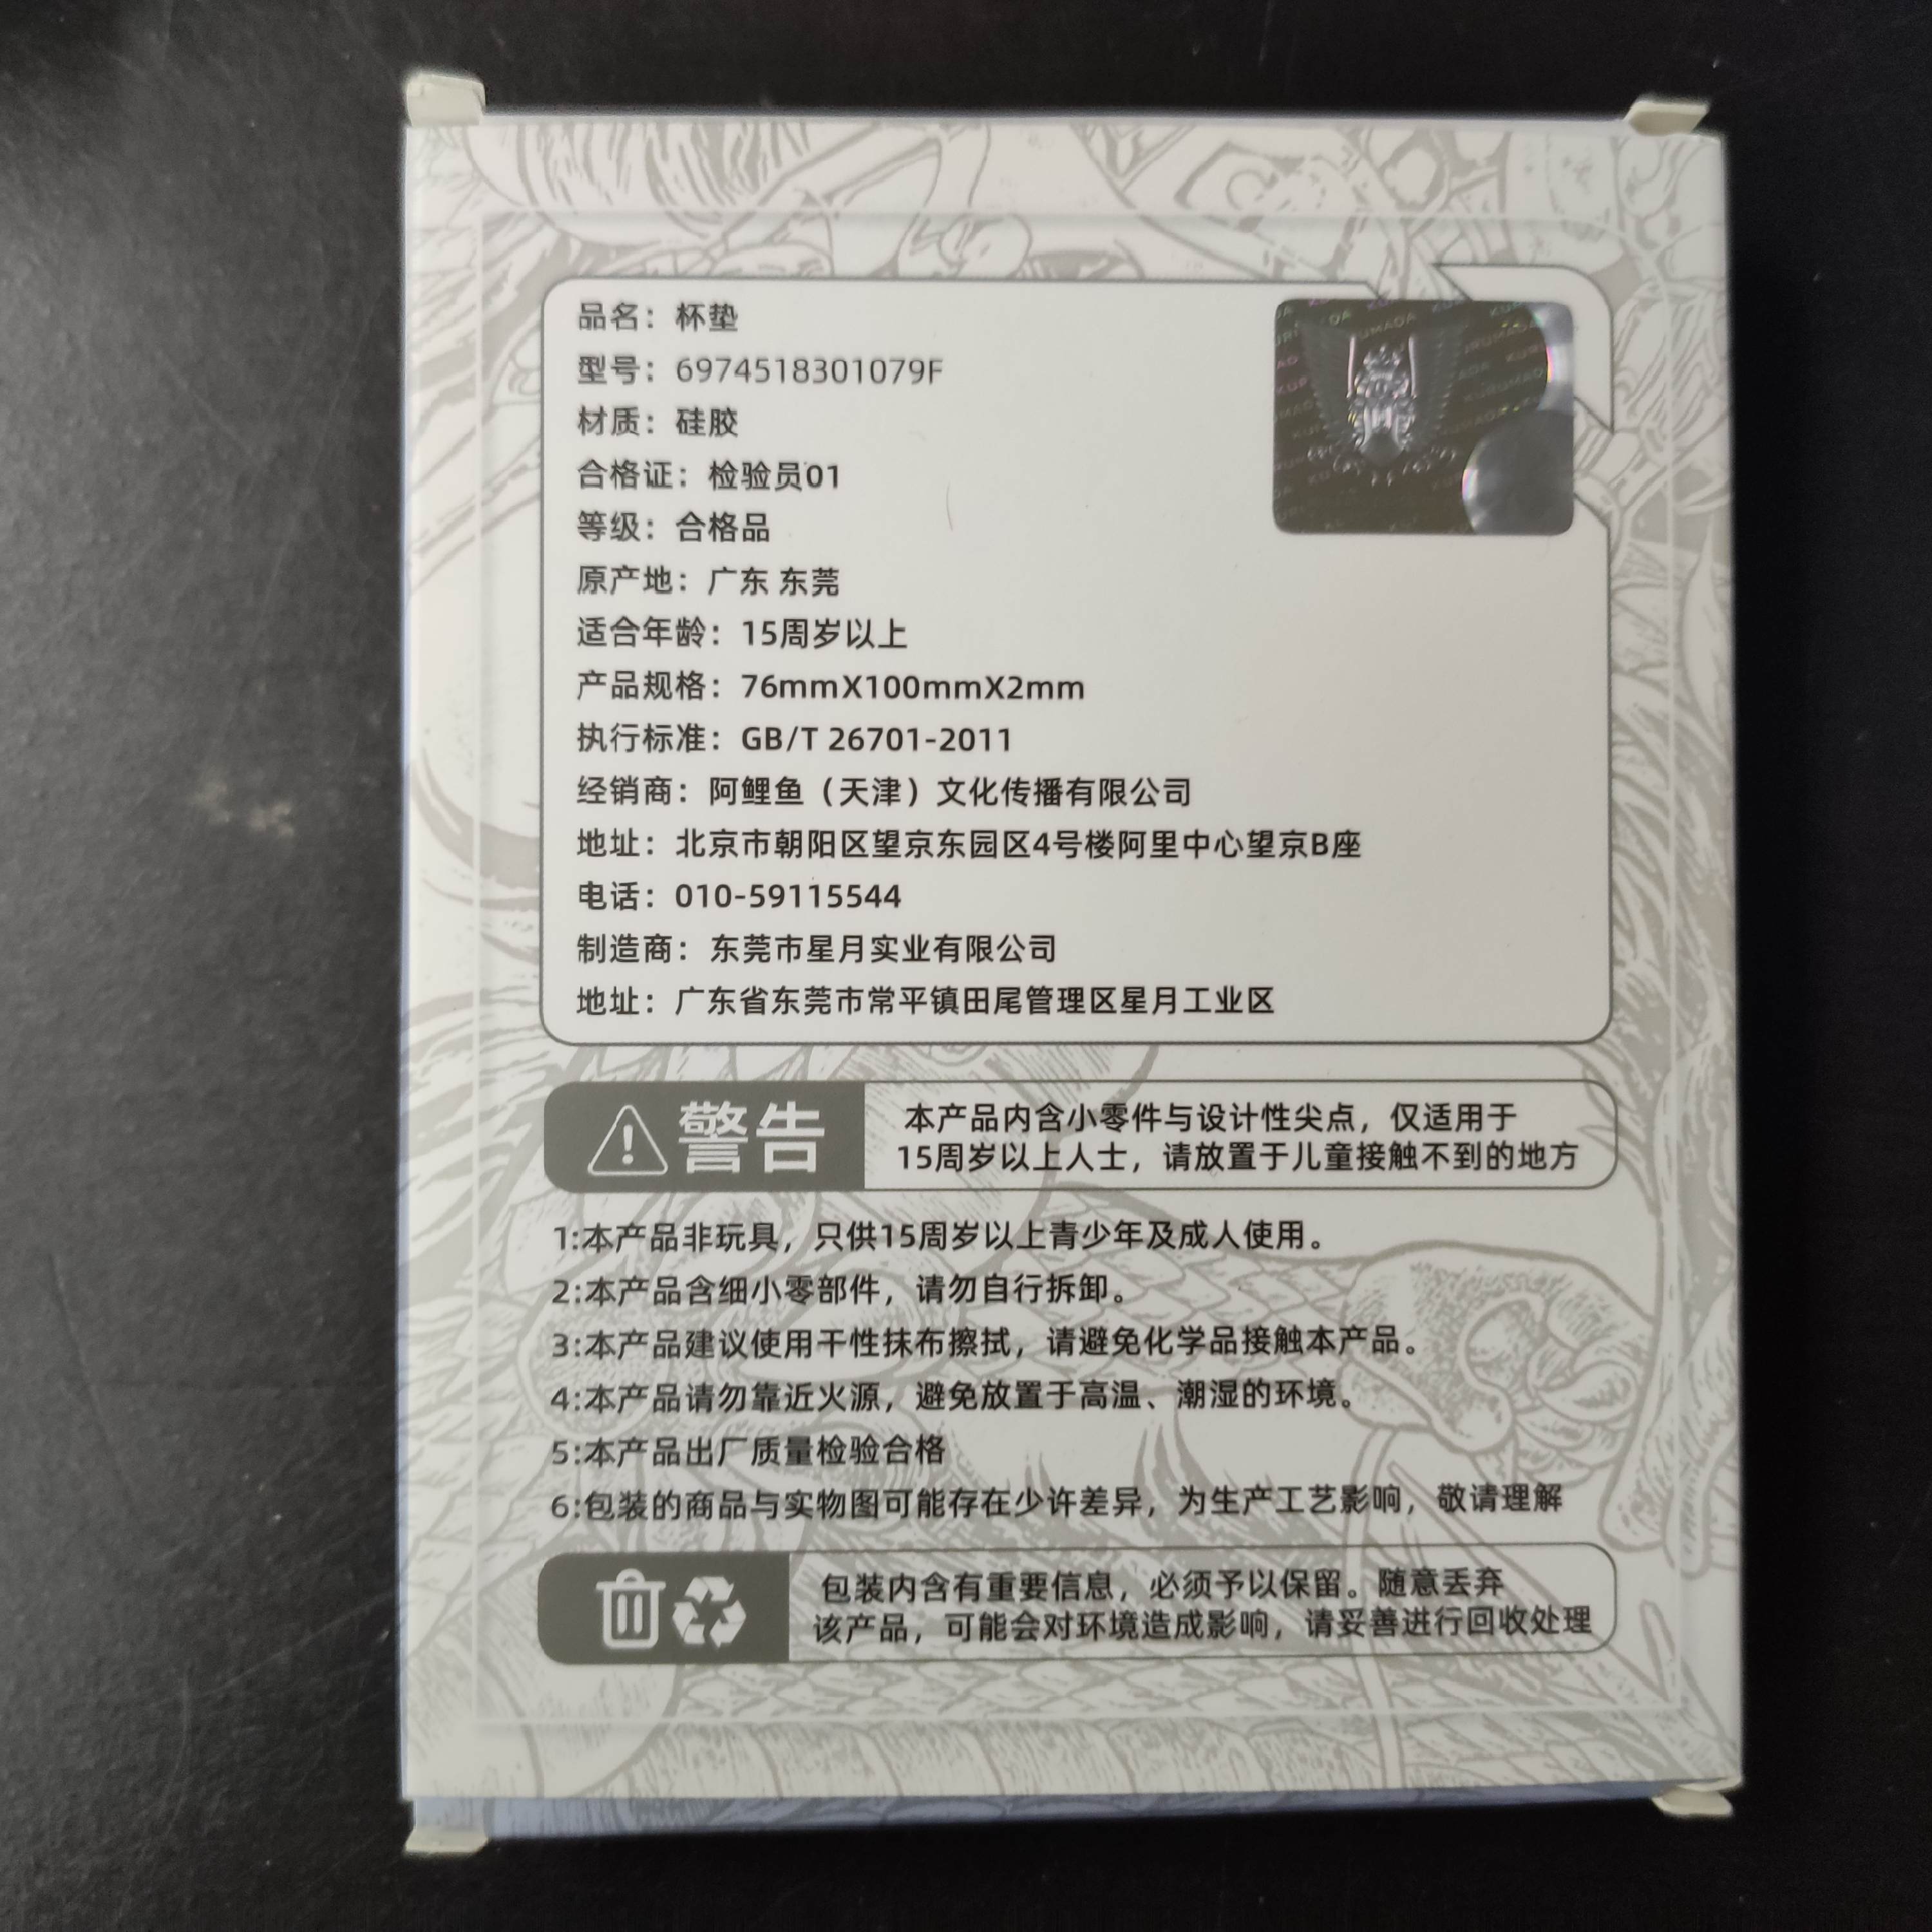 品名：杯垫
型号：6974518301079F
材质：硅胶
合格证：检验员01
等级：合格品
原产地：广东 东莞
适合年龄：15周岁以上
产品规格：76mmX100mmX2mm
执行标准：GB/T 26701-2011
经销商：阿鲤鱼（天津）文化传播有限公司
地址：北京市朝阳区望京东园区4号楼阿里中心望京B座
电话：010-59115544
制造商：东莞市星月实业有限公司
地址：广东省东莞市常平镇田尾管理区星月工业区
KURUMADA
警告
本产品内含小零件与设计性尖点，仅适用于
15周岁以上人士，请放置于儿童接触不到的地方
1:本产品非玩具，只供15周岁以上青少年及成人使用。
2:本产品含细小零部件，请勿自行拆卸。
3:本产品建议使用干性抹布擦拭，请避免化学品接触本产品。
4:本产品请勿靠近火源，避免放置于高温、潮湿的环境。
5:本产品出厂质量检验合格
6:包装的商品与实物图可能存在少许差异，为生产工艺影响，敬请理解
包装内含有重要信息，必须予以保留。随意丢弃
该产品，可能会对环境造成影响，请妥善进行回收处理